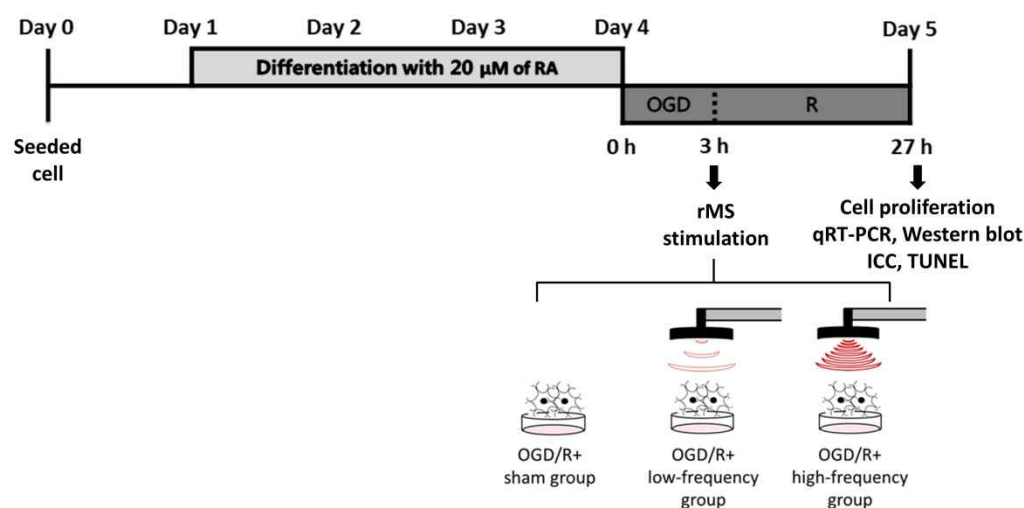 Day 0
Day 1
Day 2
Day 3
Day 4
Day 5
Differentiation with 20 μM of RA
OGD
R
Seeded
cell
0 h
3 h
27 h
rMS
stimulation
Cell proliferation
qRT-PCR, Western blot
ICC, TUNEL
OGD/R+
sham group
OGD/R+
low-frequency
group
OGD/R+
high-frequency
group